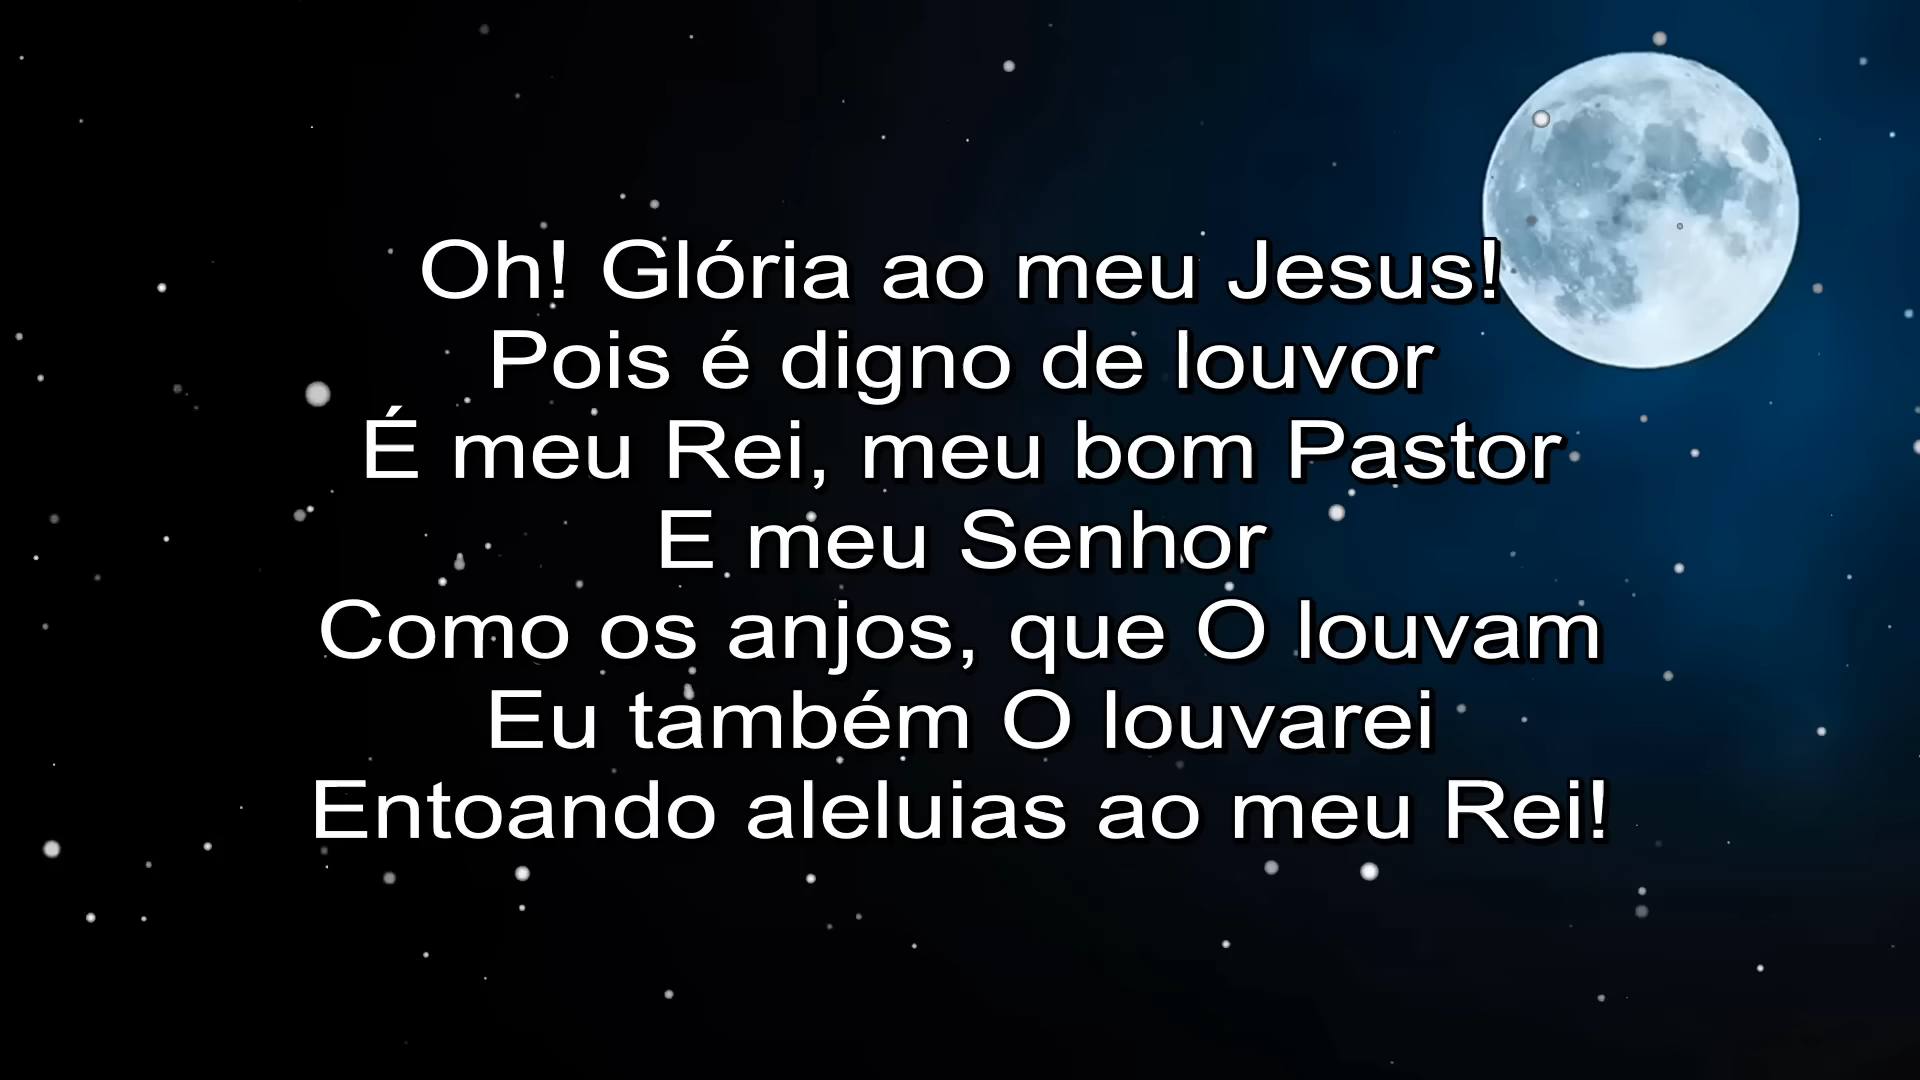 Oh! Glória ao meu Jesus!
Pois é digno de louvor
É meu Rei, meu bom Pastor
E meu Senhor
Como os anjos, que O louvam
Eu também O louvarei
Entoando aleluias ao meu Rei!